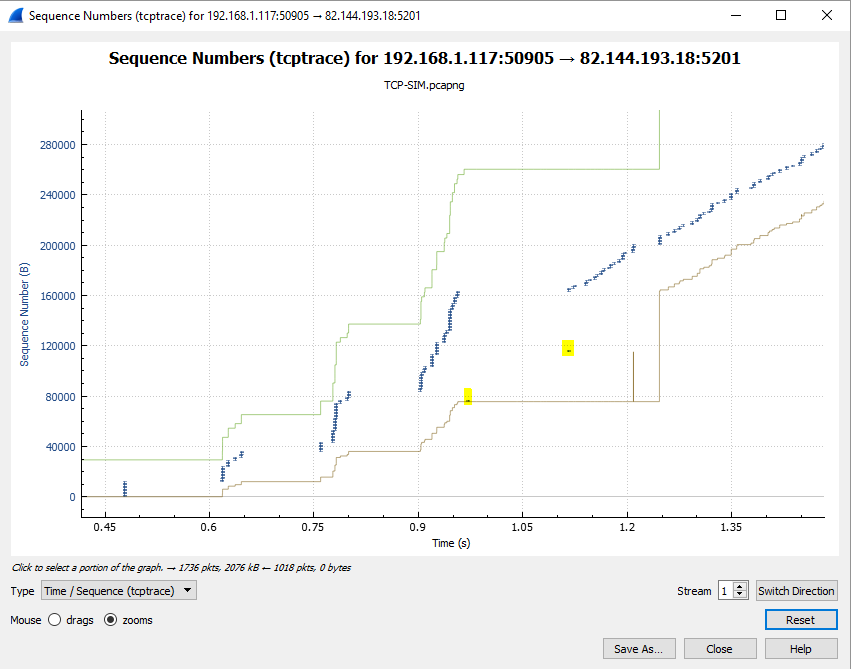 Sequence Numbers (tcptrace) for 192.168.1.117:50905 → 82.144.193.18:5201
Sequence Numbers (tcptrace) for 192.168.1.117:50905 → 82.144.193.18:5201
TCP-SIM.pcapng
Sequence Number (B)
280000
240000
200000
160000
120000
80000
40000
0
0.45 0.6 0.75 0.9 1.05 1.2 1.35
Time (s)
Click to select a portion of the graph. → 1736 pkts, 2076 kB ← 1018 pkts, 0 bytes
Type Time / Sequence (tcptrace) Stream 1 Switch Direction
Mouse drags zooms Reset
Save As... Close Help